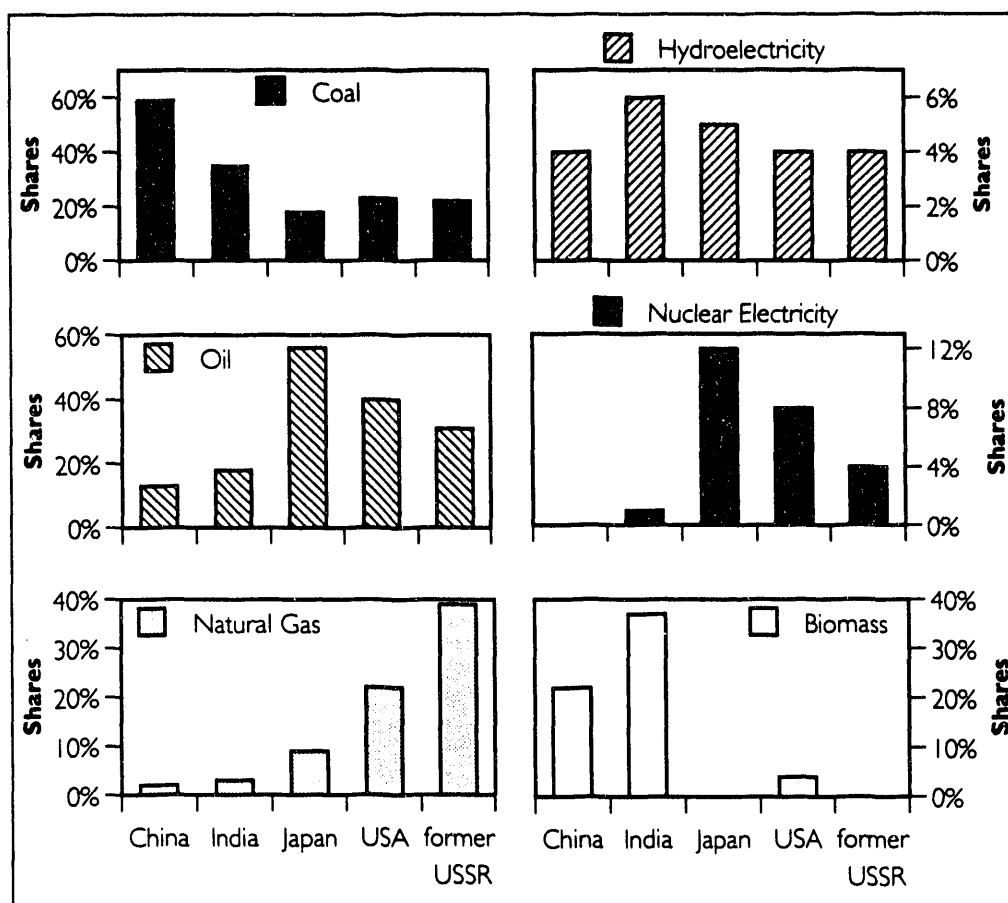 Coal
60%
40%
20%
0%
Shares
Hydroelectricity
6%
4%
2%
0%
Shares
Oil
60%
40%
20%
0%
Shares
Nuclear Electricity
12%
8%
4%
0%
Shares
Natural Gas
40%
30%
20%
10%
0%
Shares
China India Japan USA former
USSR
Biomass
40%
30%
20%
10%
0%
Shares
China India Japan USA former
USSR